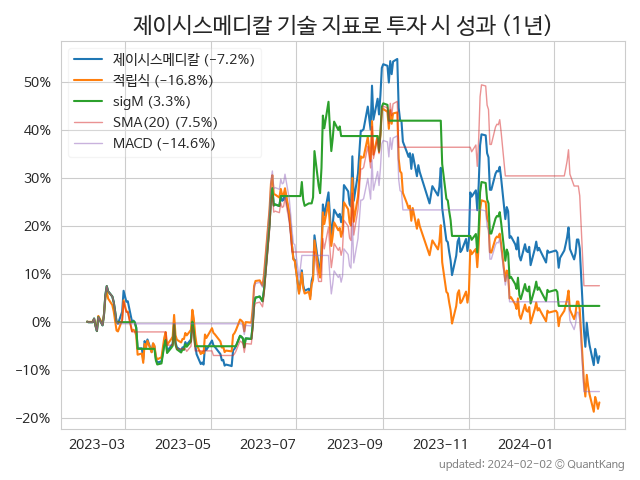 제이시스메디칼 기술 지표로 투자 시 성과 (1년)
제이시스메디칼 (−7.2%)
적립식 (−16.8%)
sigM (3.3%)
SMA(20) (7.5%)
MACD (−14.6%)
50%
40%
30%
20%
10%
0%
−10%
−20%
2023−03 2023−05 2023−07 2023−09 2023−11 2024−01
updated: 2024−02−02 © QuantKang